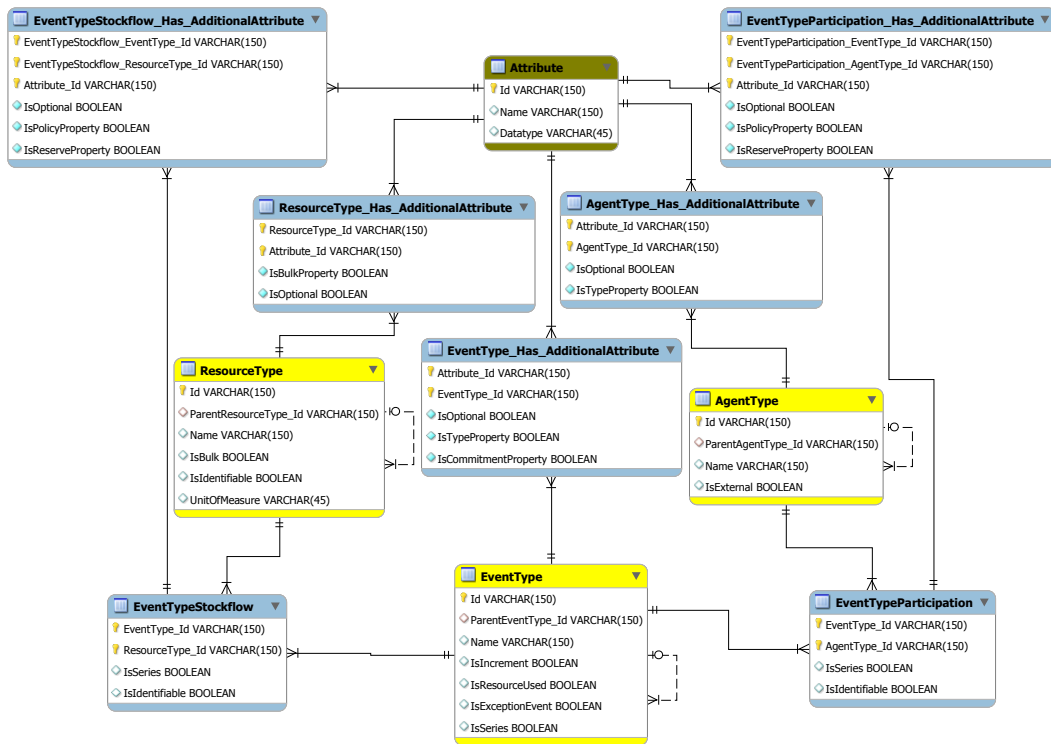 EventTypeStockflow_Has_AdditionalAttribute
EventTypeStockflow_EventType_Id VARCHAR(150)
EventTypeStockflow_ResourceType_Id VARCHAR(150)
Attribute_Id VARCHAR(150)
IsOptional BOOLEAN
IsPolicyProperty BOOLEAN
IsReserveProperty BOOLEAN
Attribute
Id VARCHAR(150)
Name VARCHAR(150)
Datatype VARCHAR(45)
EventTypeParticipation_Has_AdditionalAttribute
EventTypeParticipation_EventType_Id VARCHAR(150)
EventTypeParticipation_AgentType_Id VARCHAR(150)
Attribute_Id VARCHAR(150)
IsOptional BOOLEAN
IsPolicyProperty BOOLEAN
IsReserveProperty BOOLEAN
ResourceType_Has_AdditionalAttribute
ResourceType_Id VARCHAR(150)
Attribute_Id VARCHAR(150)
IsBulkProperty BOOLEAN
IsOptional BOOLEAN
AgentType_Has_AdditionalAttribute
Attribute_Id VARCHAR(150)
AgentType_Id VARCHAR(150)
IsOptional BOOLEAN
IsTypeProperty BOOLEAN
ResourceType
Id VARCHAR(150)
ParentResourceType_Id VARCHAR(150)
Name VARCHAR(150)
IsBulk BOOLEAN
IsIdentifiable BOOLEAN
UnitOfMeasure VARCHAR(45)
EventType_Has_AdditionalAttribute
Attribute_Id VARCHAR(150)
EventType_Id VARCHAR(150)
IsOptional BOOLEAN
IsTypeProperty BOOLEAN
IsCommitmentProperty BOOLEAN
AgentType
Id VARCHAR(150)
ParentAgentType_Id VARCHAR(150)
Name VARCHAR(150)
IsExternal BOOLEAN
EventTypeStockflow
EventType_Id VARCHAR(150)
ResourceType_Id VARCHAR(150)
IsSeries BOOLEAN
IsIdentifiable BOOLEAN
EventType
Id VARCHAR(150)
ParentEventType_Id VARCHAR(150)
Name VARCHAR(150)
IsIncrement BOOLEAN
IsResourceUsed BOOLEAN
IsExceptionEvent BOOLEAN
IsSeries BOOLEAN
EventTypeParticipation
EventType_Id VARCHAR(150)
AgentType_Id VARCHAR(150)
IsSeries BOOLEAN
IsIdentifiable BOOLEAN